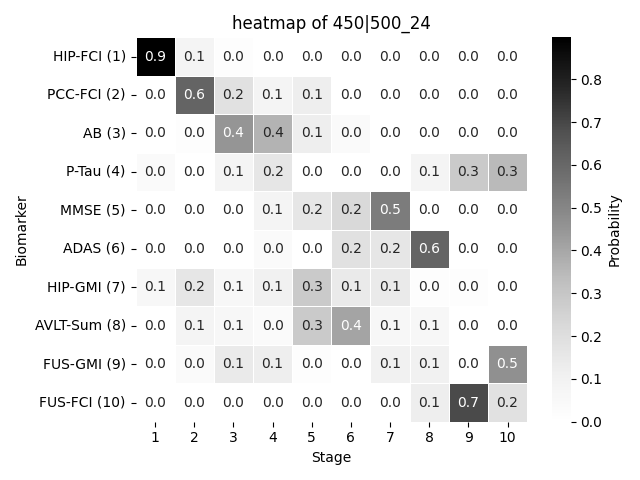 heatmap of 450|500_24
HIP-FCI (1) 0.9 0.1 0.0 0.0 0.0 0.0 0.0 0.0 0.0 0.0
PCC-FCI (2) 0.0 0.6 0.2 0.1 0.1 0.0 0.0 0.0 0.0 0.0
AB (3) 0.0 0.0 0.4 0.4 0.1 0.0 0.0 0.0 0.0 0.0
P-Tau (4) 0.0 0.0 0.1 0.2 0.0 0.0 0.0 0.1 0.3 0.3
MMSE (5) 0.0 0.0 0.0 0.1 0.2 0.2 0.5 0.0 0.0 0.0
ADAS (6) 0.0 0.0 0.0 0.0 0.0 0.2 0.2 0.6 0.0 0.0
HIP-GMI (7) 0.1 0.2 0.1 0.1 0.3 0.1 0.1 0.0 0.0 0.0
AVLT-Sum (8) 0.0 0.1 0.1 0.0 0.3 0.4 0.1 0.1 0.0 0.0
FUS-GMI (9) 0.0 0.0 0.1 0.1 0.0 0.0 0.1 0.1 0.0 0.5
FUS-FCI (10) 0.0 0.0 0.0 0.0 0.0 0.0 0.0 0.1 0.7 0.2
1 2 3 4 5 6 7 8 9 10
Stage
Biomarker
0.8
0.7
0.6
0.5
0.4
0.3
0.2
0.1
0.0
Probability